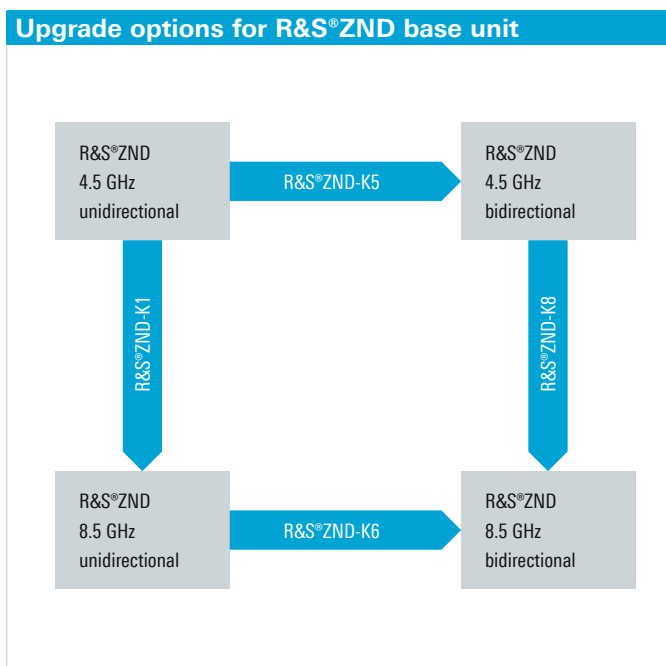 Upgrade options for R&S®ZND base unit
R&S®ZND
4.5 GHz
unidirectional
R&S®ZND-K5
R&S®ZND
4.5 GHz
bidirectional
R&S®ZND-K1
R&S®ZND-K8
R&S®ZND
8.5 GHz
unidirectional
R&S®ZND-K6
R&S®ZND
8.5 GHz
bidirectional